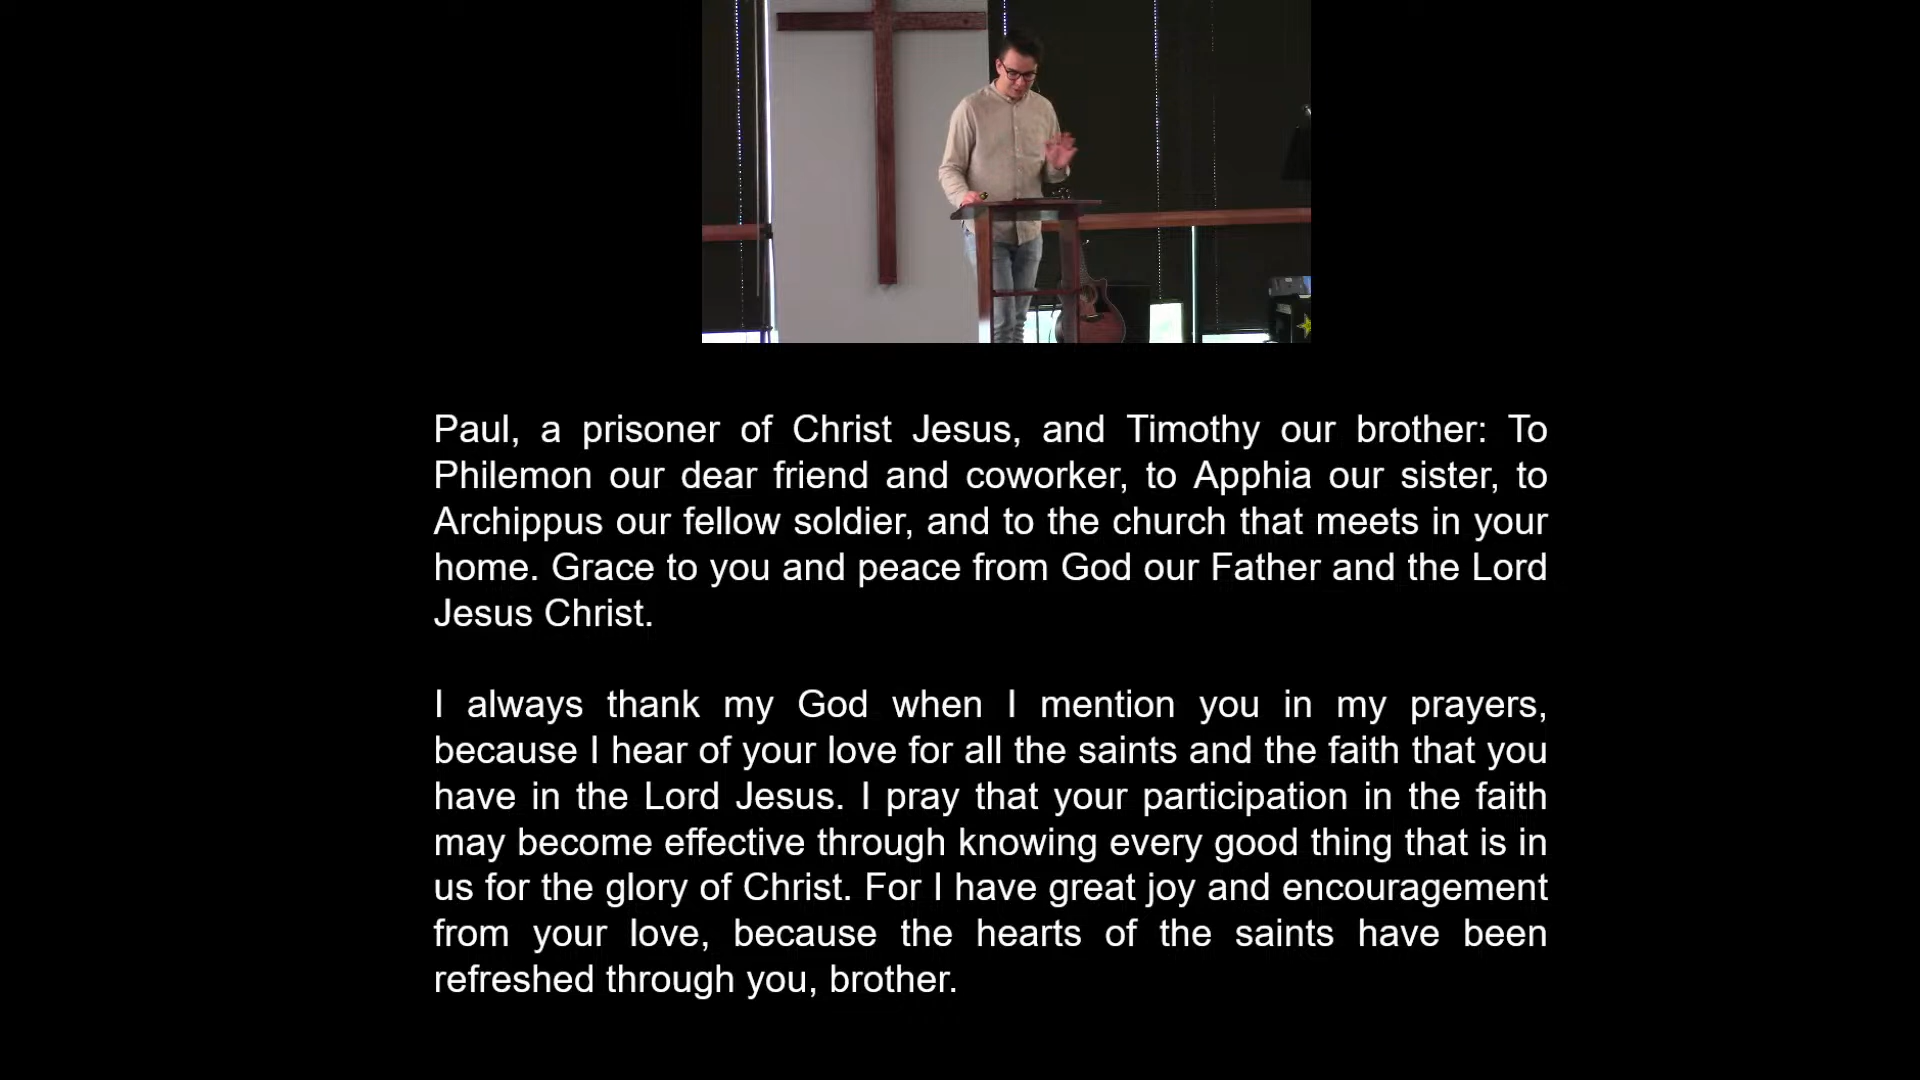 Paul, a prisoner of Christ Jesus, and Timothy our brother: To
Philemon our dear friend and coworker, to Apphia our sister, to
Archippus our fellow soldier, and to the church that meets in your
home. Grace to you and peace from God our Father and the Lord
Jesus Christ.
I always thank my God when I mention you in my prayers,
because I hear of your love for all the saints and the faith that you
have in the Lord Jesus. I pray that your participation in the faith
may become effective through knowing every good thing that is in
us for the glory of Christ. For I have great joy and encouragement
from your love, because the hearts of the saints have been
refreshed through you, brother.